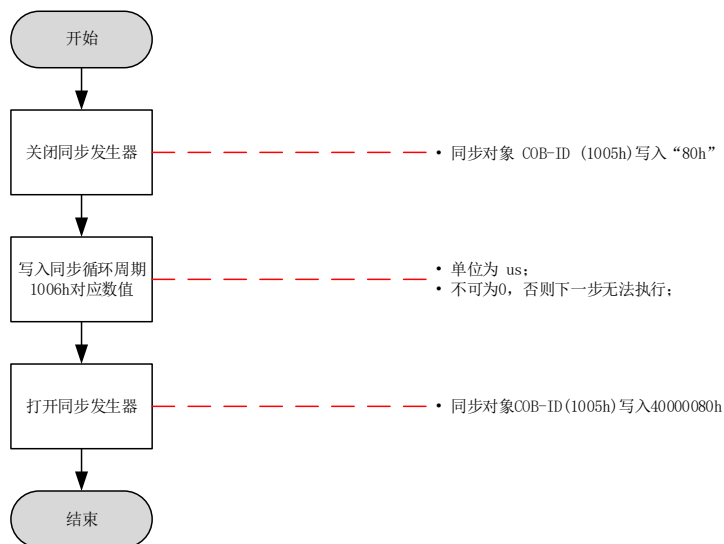 开始
关闭同步发生器
• 同步对象 COB-ID (1005h)写入“80h”
写入同步循环周期
1006h对应数值
• 单位为 us;
• 不可为0，否则下一步无法执行;
打开同步发生器
• 同步对象COB-ID(1005h)写入40000080h
结束